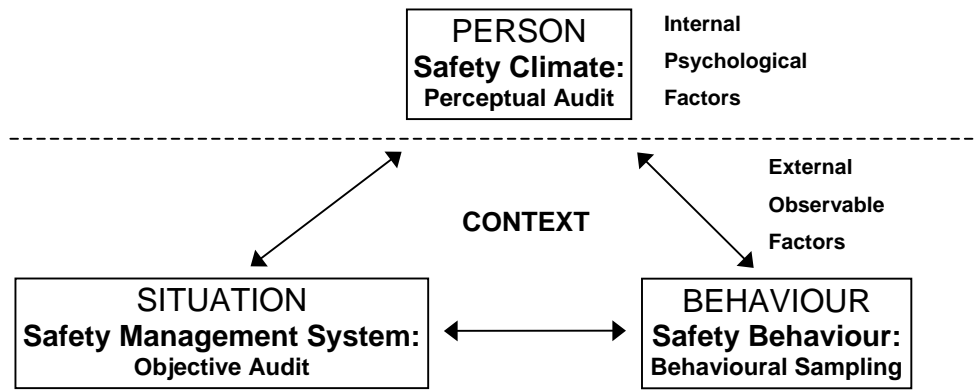 PERSON
Safety Climate:
Perceptual Audit
Internal
Psychological
Factors
External
Observable
Factors
CONTEXT
SITUATION
Safety Management System:
Objective Audit
BEHAVIOUR
Safety Behaviour:
Behavioural Sampling